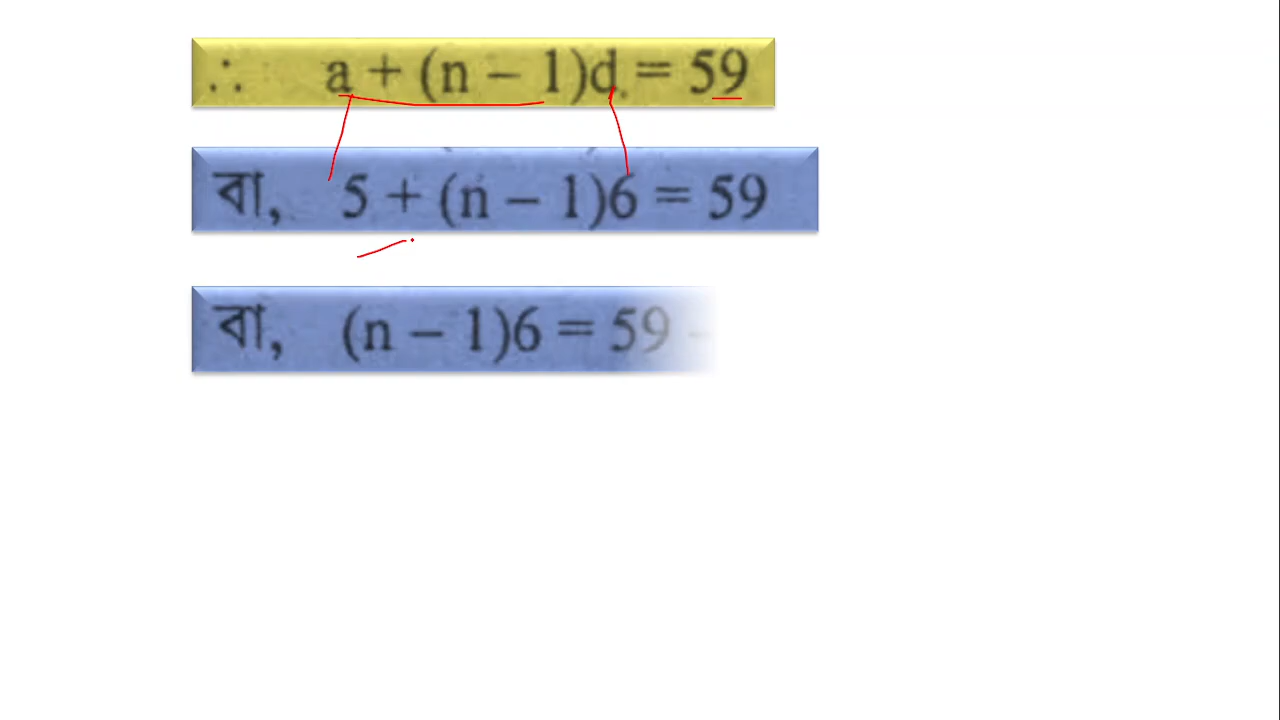 ∴ a + (n – 1)d = 59
বা, 5 + (n – 1)6 = 59
বা, (n – 1)6 = 59 -